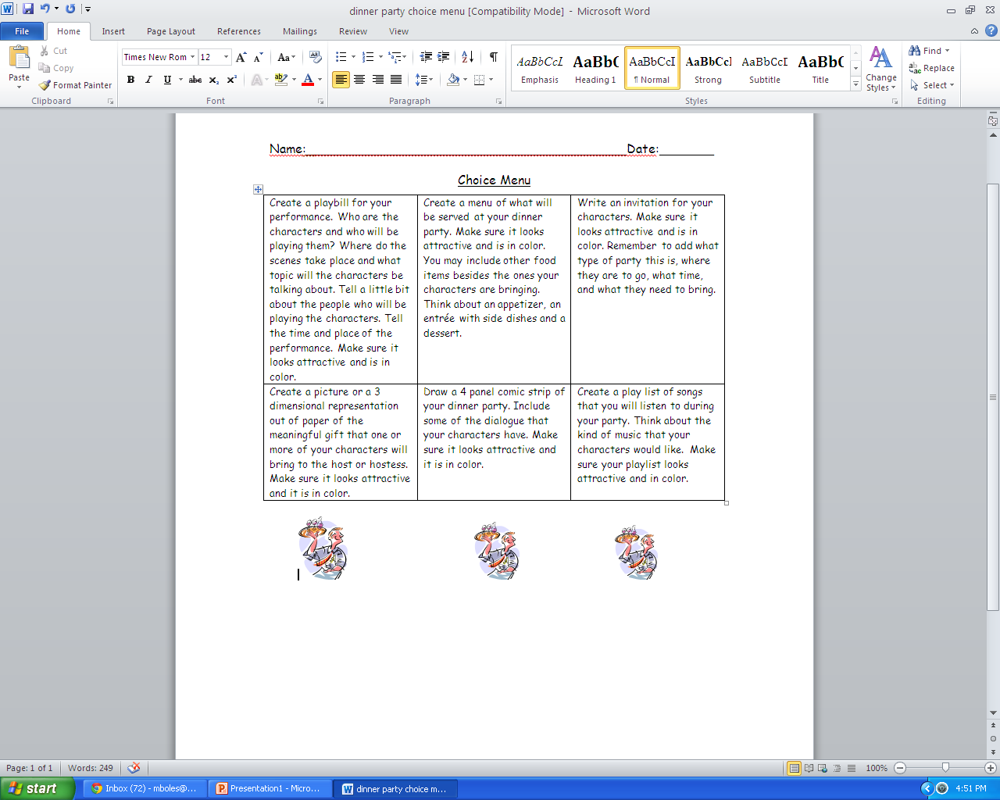 dinner party choice menu [Compatibility Mode] - Microsoft Word
File Home Insert Page Layout References Mailings Review View
Paste
Cut
Copy
Format Painter
Clipboard
Times New Rom 12
Font
Paragraph
AaBbCcI AaBb( AaBbCcI AaBbCcI AaBbCcI AaBb(
Emphasis Heading 1 ¶ Normal Strong Subtitle Title
Change Styles
Styles
Find
Replace
Select
Editing
Name: Date:
Choice Menu
Create a playbill for your
performance. Who are the
characters and who will be
playing them? Where do the
scenes take place and what
topic will the characters be
talking about. Tell a little bit
about the people who will be
playing the characters. Tell
the time and place of the
performance. Make sure it
looks attractive and is in
color.
Create a menu of what will
be served at your dinner
party. Make sure it looks
attractive and is in color.
You may include other food
items besides the ones your
characters are bringing.
Think about an appetizer, an
entrée with side dishes and a
dessert.
Write an invitation for your
characters. Make sure it
looks attractive and is in
color. Remember to add what
type of party this is, where
they are to go, what time,
and what they need to bring.
Create a picture or a 3
dimensional representation
out of paper of the
meaningful gift that one or
more of your characters will
bring to the host or hostess.
Make sure it looks attractive
and it is in color.
Draw a 4 panel comic strip of
your dinner party. Include
some of the dialogue that
your characters have. Make
sure it looks attractive and
it is in color.
Create a play list of songs
that you will listen to during
your party. Think about the
kind of music that your
characters would like. Make
sure your playlist looks
attractive and in color.
Page: 1 of 1 Words: 249 100%
start Inbox (72) - mboles@... Presentation1 - Micro... dinner party choice m... 4:51 PM